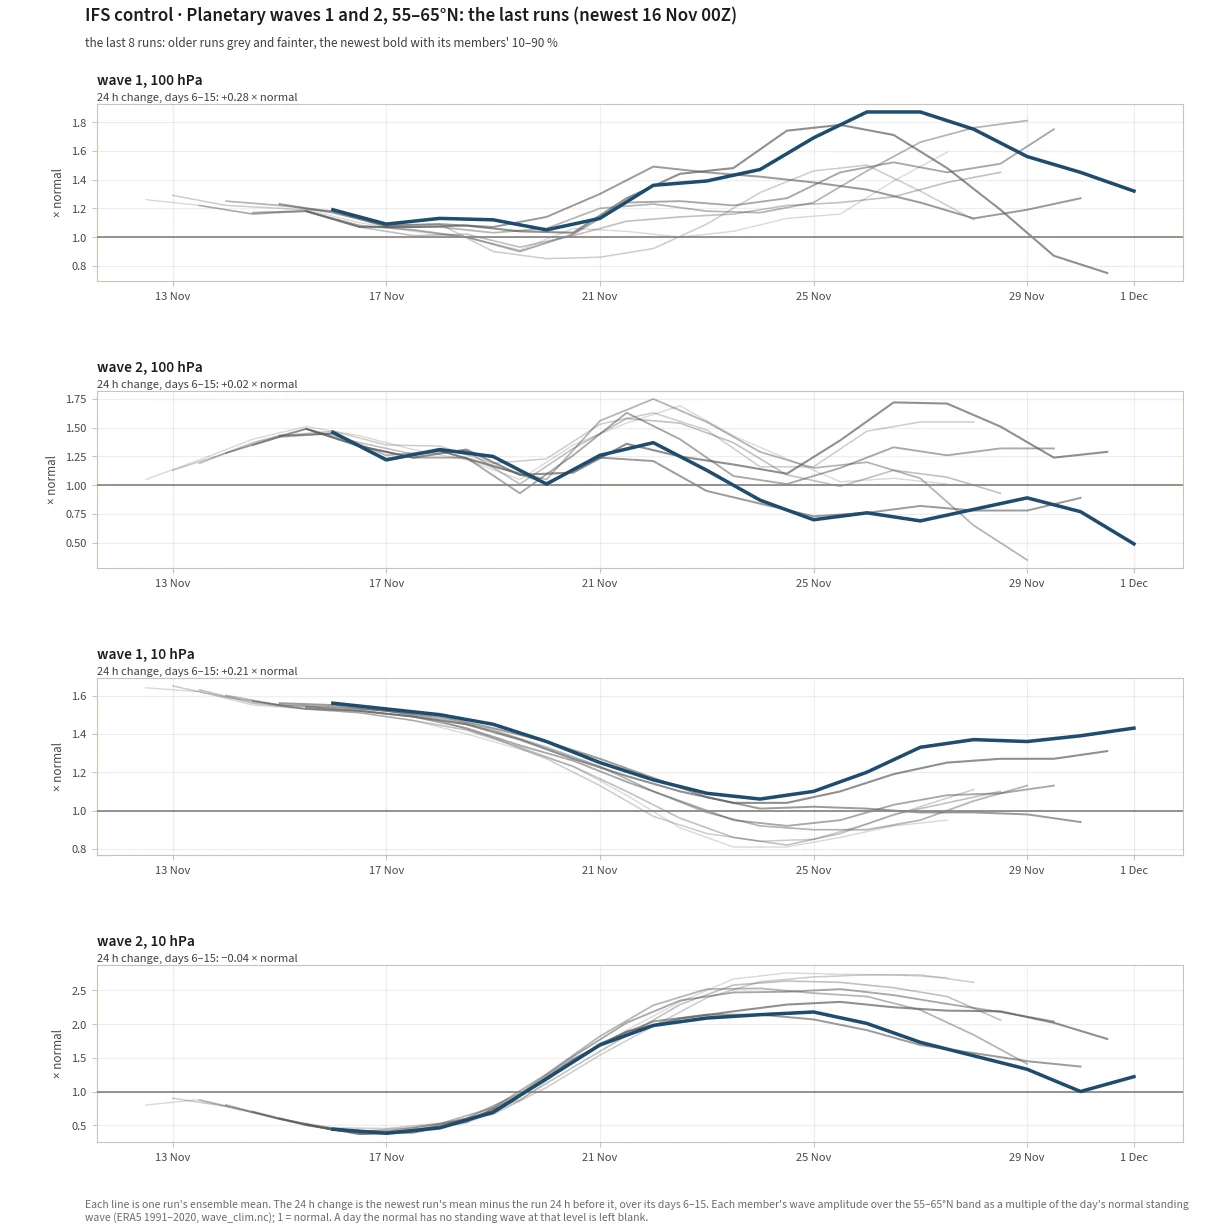 IFS control · Planetary waves 1 and 2, 55–65°N: the last runs (newest 16 Nov 00Z)
the last 8 runs: older runs grey and fainter, the newest bold with its members' 10–90 %
wave 1, 100 hPa
24 h change, days 6–15: +0.28 × normal
1.8
1.6
1.4
1.2
1.0
0.8
× normal
13 Nov
17 Nov
21 Nov
25 Nov
29 Nov
1 Dec
wave 2, 100 hPa
24 h change, days 6–15: +0.02 × normal
1.75
1.50
1.25
1.00
0.75
0.50
× normal
13 Nov
17 Nov
21 Nov
25 Nov
29 Nov
1 Dec
wave 1, 10 hPa
24 h change, days 6–15: +0.21 × normal
1.6
1.4
1.2
1.0
0.8
× normal
13 Nov
17 Nov
21 Nov
25 Nov
29 Nov
1 Dec
wave 2, 10 hPa
24 h change, days 6–15: −0.04 × normal
2.5
2.0
1.5
1.0
0.5
× normal
13 Nov
17 Nov
21 Nov
25 Nov
29 Nov
1 Dec
Each line is one run's ensemble mean. The 24 h change is the newest run's mean minus the run 24 h before it, over its days 6–15. Each member's wave amplitude over the 55–65°N band as a multiple of the day's normal standing
wave (ERA5 1991–2020, wave_clim.nc); 1 = normal. A day the normal has no standing wave at that level is left blank.